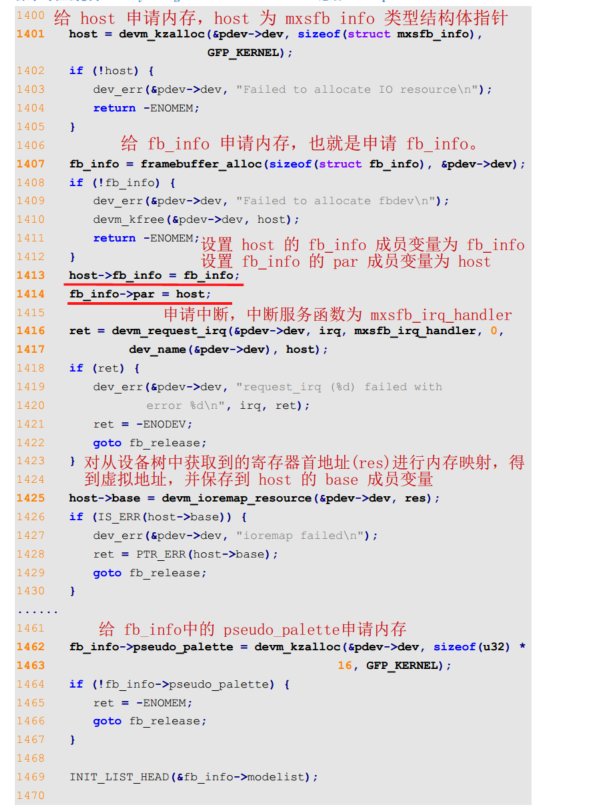 1400 给 host 申请内存,host 为 mxsfb info 类型结构体指针
1401 host = devm_kzalloc(&pdev->dev, sizeof(struct mxsfb_info),
GFP_KERNEL);
1402 if (!host) {
1403 dev_err(&pdev->dev, "Failed to allocate IO resource\n");
1404 return -ENOMEM;
1405 }
1406 给 fb_info 申请内存,也就是申请 fb_info。
1407 fb_info = framebuffer_alloc(sizeof(struct fb_info), &pdev->dev);
1408 if (!fb_info) {
1409 dev_err(&pdev->dev, "Failed to allocate fbdev\n");
1410 devm_kfree(&pdev->dev, host);
1411 return -ENOMEM; 设置 host 的 fb_info 成员变量为 fb_info
1412 } 设置 fb_info 的 par 成员变量为 host
1413 host->fb_info = fb_info;
1414 fb_info->par = host;
1415 申请中断,中断服务函数为 mxsfb_irq_handler
1416 ret = devm_request_irq(&pdev->dev, irq, mxsfb_irq_handler, 0,
1417 dev_name(&pdev->dev), host);
1418 if (ret) {
1419 dev_err(&pdev->dev, "request_irq (%d) failed with
1420 error %d\n", irq, ret);
1421 ret = -ENODEV;
1422 goto fb_release;
1423 } 对从设备树中获取到的寄存器首地址(res)进行内存映射,得
1424 到虚拟地址,并保存到 host 的 base 成员变量
1425 host->base = devm_ioremap_resource(&pdev->dev, res);
1426 if (IS_ERR(host->base)) {
1427 dev_err(&pdev->dev, "ioremap failed\n");
1428 ret = PTR_ERR(host->base);
1429 goto fb_release;
1430 }
......
1461 给 fb_info中的 pseudo_palette申请内存
1462 fb_info->pseudo_palette = devm_kzalloc(&pdev->dev, sizeof(u32) *
1463 16, GFP_KERNEL);
1464 if (!fb_info->pseudo_palette) {
1465 ret = -ENOMEM;
1466 goto fb_release;
1467 }
1468
1469 INIT_LIST_HEAD(&fb_info->modelist);
1470